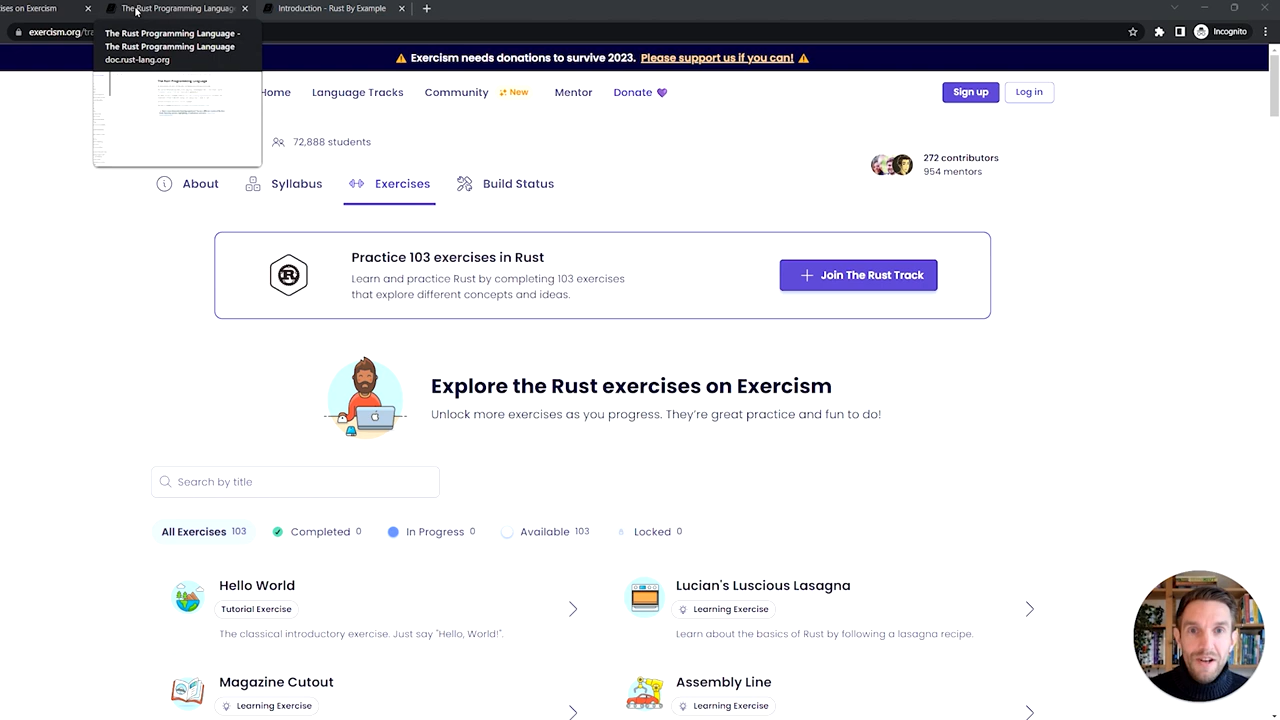 ises on Exercism
The Rust Programming Languag
Introduction - Rust By Example
exercism.org/tra
Incognito
The Rust Programming Language -
The Rust Programming Language
doc.rust-lang.org
Exercism needs donations to survive 2023. Please support us if you can!
Home
Community
New
Mentor
Donate
Sign up
Log in
72,888 students
272 contributors
954 mentors
About
Syllabus
Exercises
Build Status
Practice 103 exercises in Rust
Learn and practice Rust by completing 103 exercises
that explore different concepts and ideas.
Join The Rust Track
Explore the Rust exercises on Exercism
Unlock more exercises as you progress. They're great practice and fun to do!
Search by title
All Exercises 103
Completed 0
In Progress 0
Available 103
Locked 0
Hello World
Tutorial Exercise
The classical introductory exercise. Just say "Hello, World!".
Lucian's Luscious Lasagna
Learning Exercise
Learn about the basics of Rust by following a lasagna recipe.
Magazine Cutout
Learning Exercise
Assembly Line
Learning Exercise